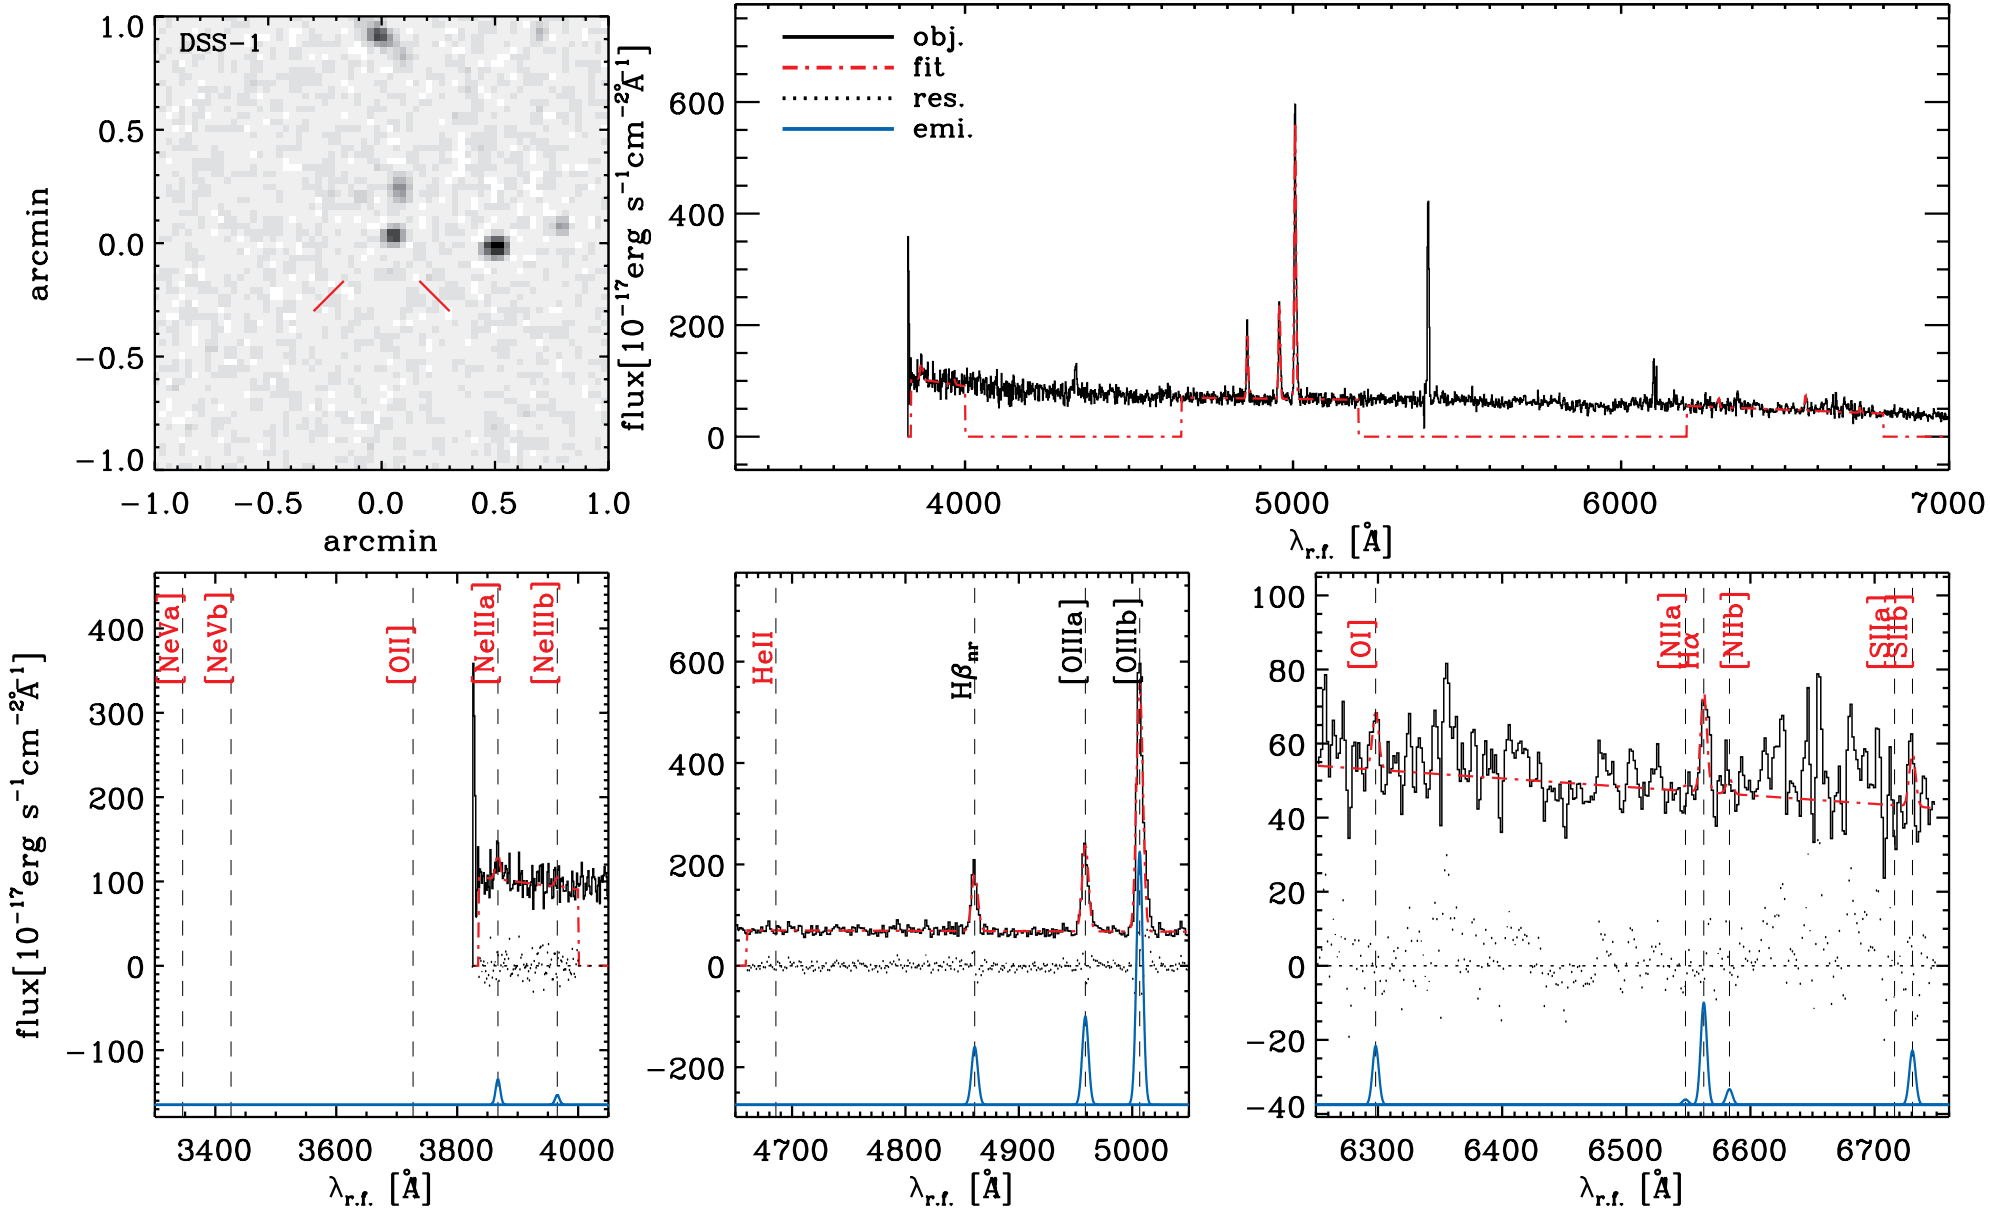 DSS-1
1.0
0.5
0.0
-0.5
-1.0
arcmin
-1.0 -0.5 0.0 0.5 1.0
arcmin
obj.
fit
res.
emi.
flux[10⁻¹⁷erg s⁻¹cm⁻²Å⁻¹]
600
400
200
0
4000 5000 6000 7000
λr.f. [Å]
flux[10⁻¹⁷erg s⁻¹cm⁻²Å⁻¹]
400
300
200
100
0
-100
[NeVa] [NeVb] [OII] [NeIIIa] [NeIIIb]
3400 3600 3800 4000
λr.f. [Å]
600
400
200
0
-200
HeII Hβnr [OIIIa] [OIIIb]
4700 4800 4900 5000
λr.f. [Å]
100
80
60
40
20
0
-20
-40
[OI] [NIIa] Hα [NIIb] [SIIa] [SIIb]
6300 6400 6500 6600 6700
λr.f. [Å]